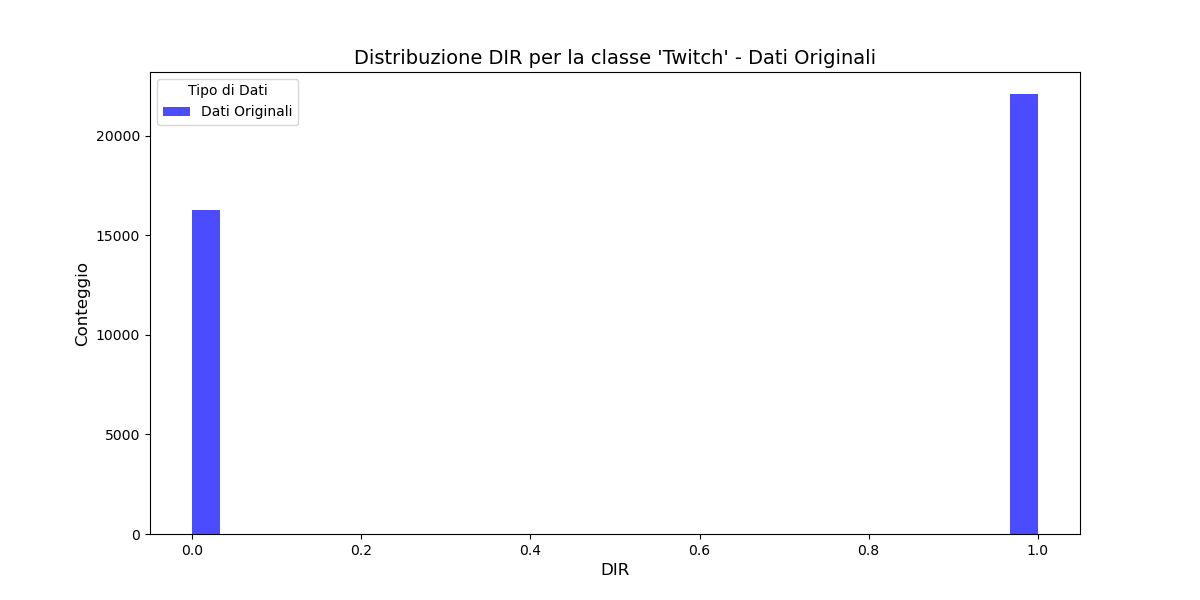 Distribuzione DIR per la classe 'Twitch' - Dati Originali
Tipo di Dati
Dati Originali
20000
15000
10000
5000
0
Conteggio
0.0 0.2 0.4 0.6 0.8 1.0
DIR